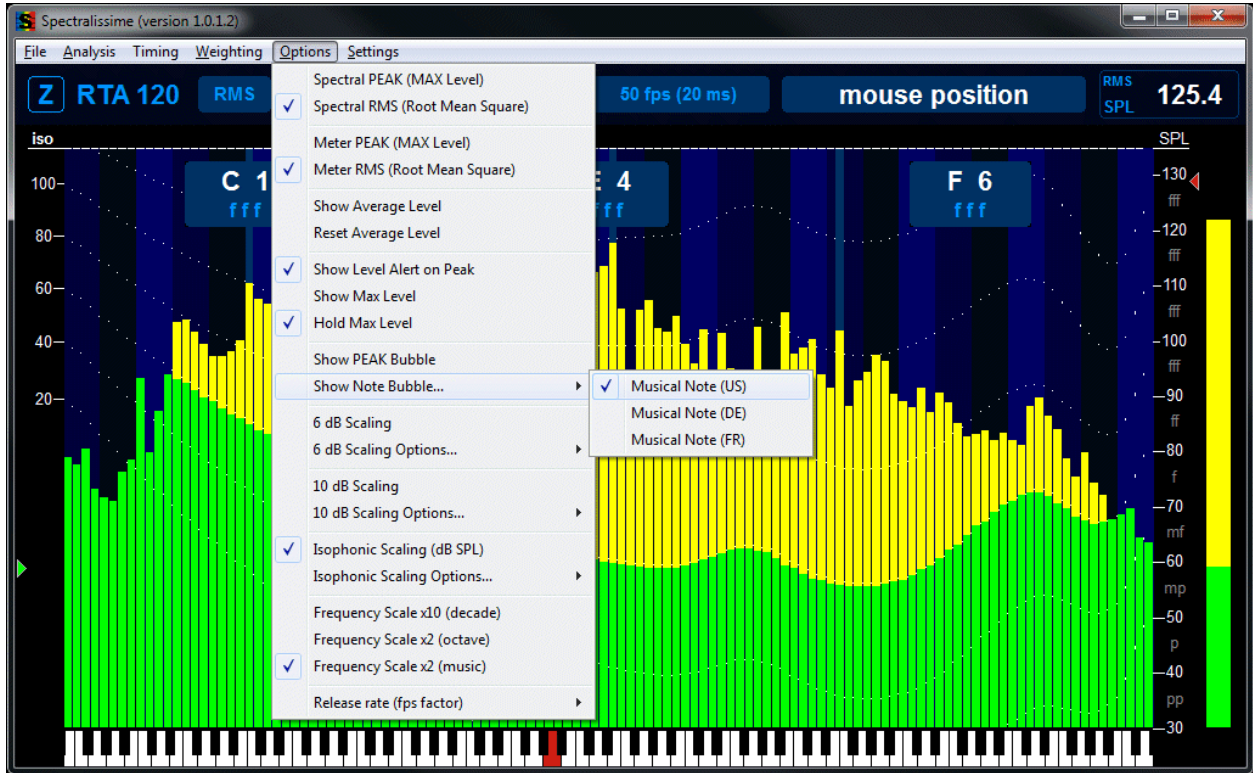 Spectralissime (version 1.0.1.2)
File Analysis Timing Weighting Options Settings
Z RTA 120 RMS 50 fps (20 ms) mouse position RMS SPL 125.4
iso
SPL
100
80
60
40
20
C 1
fff
E 4
ff
F 6
fff
Spectral PEAK (MAX Level)
Spectral RMS (Root Mean Square)
Meter PEAK (MAX Level)
Meter RMS (Root Mean Square)
Show Average Level
Reset Average Level
Show Level Alert on Peak
Show Max Level
Hold Max Level
Show PEAK Bubble
Show Note Bubble...
6 dB Scaling
6 dB Scaling Options...
10 dB Scaling
10 dB Scaling Options...
Isophonic Scaling (dB SPL)
Isophonic Scaling Options...
Frequency Scale x10 (decade)
Frequency Scale x2 (octave)
Frequency Scale x2 (music)
Release rate (fps factor)
Musical Note (US)
Musical Note (DE)
Musical Note (FR)
130
fff
120
fff
110
fff
100
fff
90
ff
80
f
70
mf
60
mp
50
p
40
pp
30